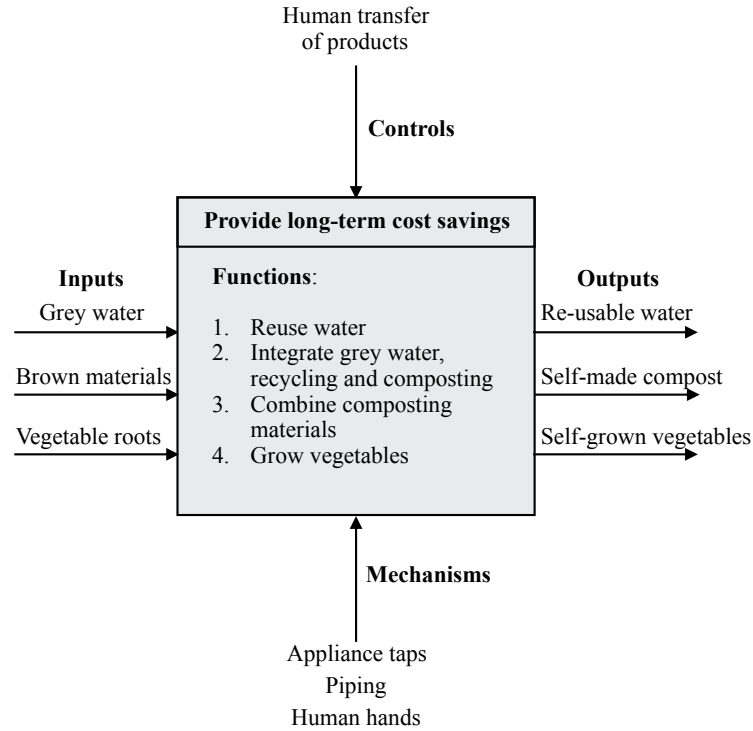 Human transfer
of products
Controls
Provide long-term cost savings
Inputs
Grey water
Brown materials
Vegetable roots
Functions:
1. Reuse water
2. Integrate grey water,
recycling and composting
3. Combine composting
materials
4. Grow vegetables
Outputs
Re-usable water
Self-made compost
Self-grown vegetables
Mechanisms
Appliance taps
Piping
Human hands